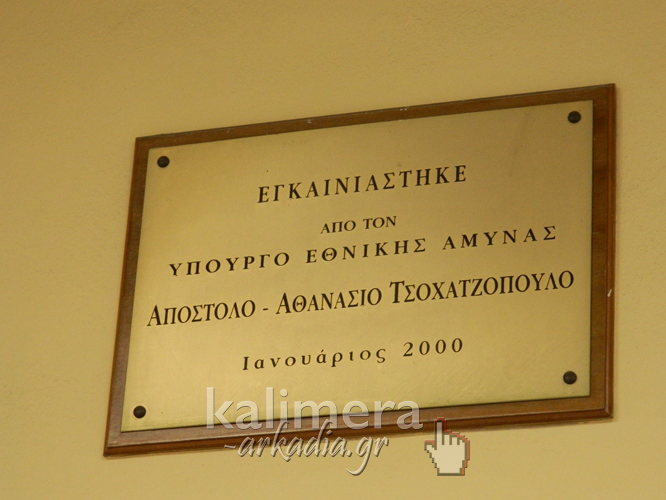 ΕΓΚΑΙΝΙΑΣΤΗΚΕ
ΑΠΟ ΤΟΝ
ΥΠΟΥΡΓΟ ΕΘΝΙΚΗΣ ΑΜΥΝΑΣ
ΑΠΟΣΤΟΛΟ - ΑΘΑΝΑΣΙΟ ΤΣΟΧΑΤΖΟΠΟΥΛΟ
Ιανουάριος 2000
kalimera
-arkadia.gr